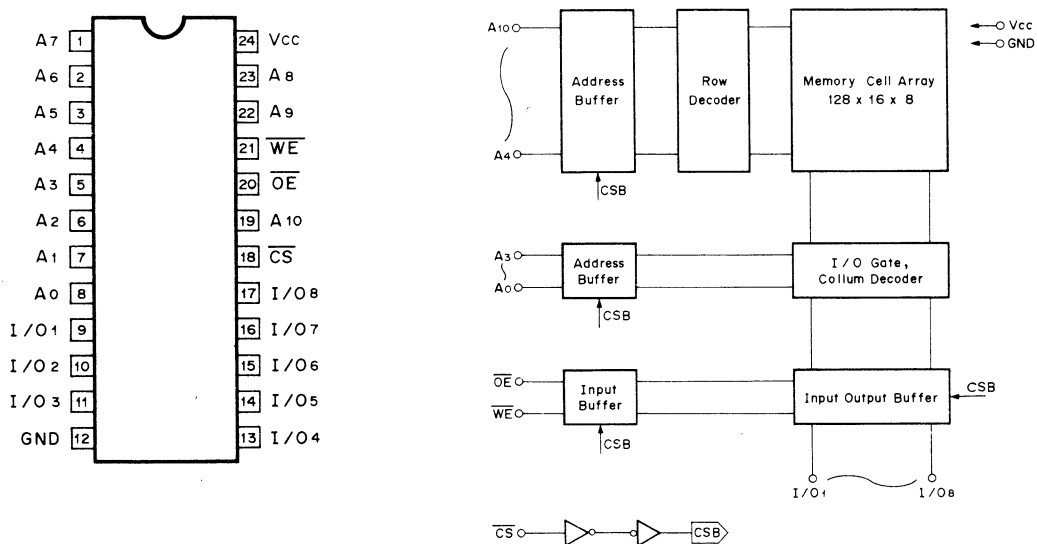 A7 1
A6 2
A5 3
A4 4
A3 5
A2 6
A1 7
A0 8
I/O1 9
I/O2 10
I/O3 11
GND 12
24 Vcc
23 A8
22 A9
21 WE
20 OE
19 A10
18 CS
17 I/O8
16 I/O7
15 I/O6
14 I/O5
13 I/O4
A10
A4
Address
Buffer
CSB
Row
Decoder
Memory Cell Array
128 x 16 x 8
Vcc
GND
A3
A0
Address
Buffer
CSB
I/O Gate,
Collum Decoder
OE
WE
Input
Buffer
CSB
Input Output Buffer
CSB
I/O1
I/O8
CS
CSB